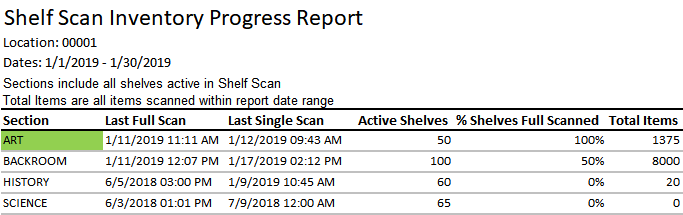 Shelf Scan Inventory Progress Report
Location: 00001
Dates: 1/1/2019 - 1/30/2019
Sections include all shelves active in Shelf Scan
Total Items are all items scanned within report date range
Section Last Full Scan Last Single Scan Active Shelves % Shelves Full Scanned Total Items
ART 1/11/2019 11:11 AM 1/12/2019 09:43 AM 50 100% 1375
BACKROOM 1/11/2019 12:07 PM 1/17/2019 02:12 PM 100 50% 8000
HISTORY 6/5/2018 03:00 PM 1/9/2019 10:45 AM 60 0% 20
SCIENCE 6/3/2018 01:01 PM 7/9/2018 12:00 AM 65 0% 0